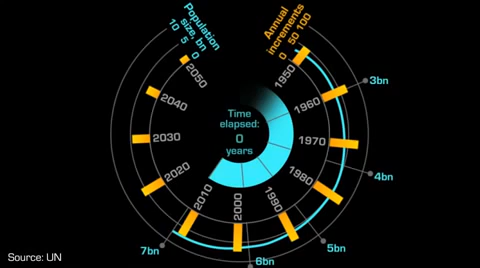 Population
size, bn
10 5 0
Annual
increments
0 50 100
1950
1960
1970
1980
1990
2000
2010
2020
2030
2040
2050
3bn
4bn
5bn
6bn
7bn
Time
elapsed:
0
years
Source: UN